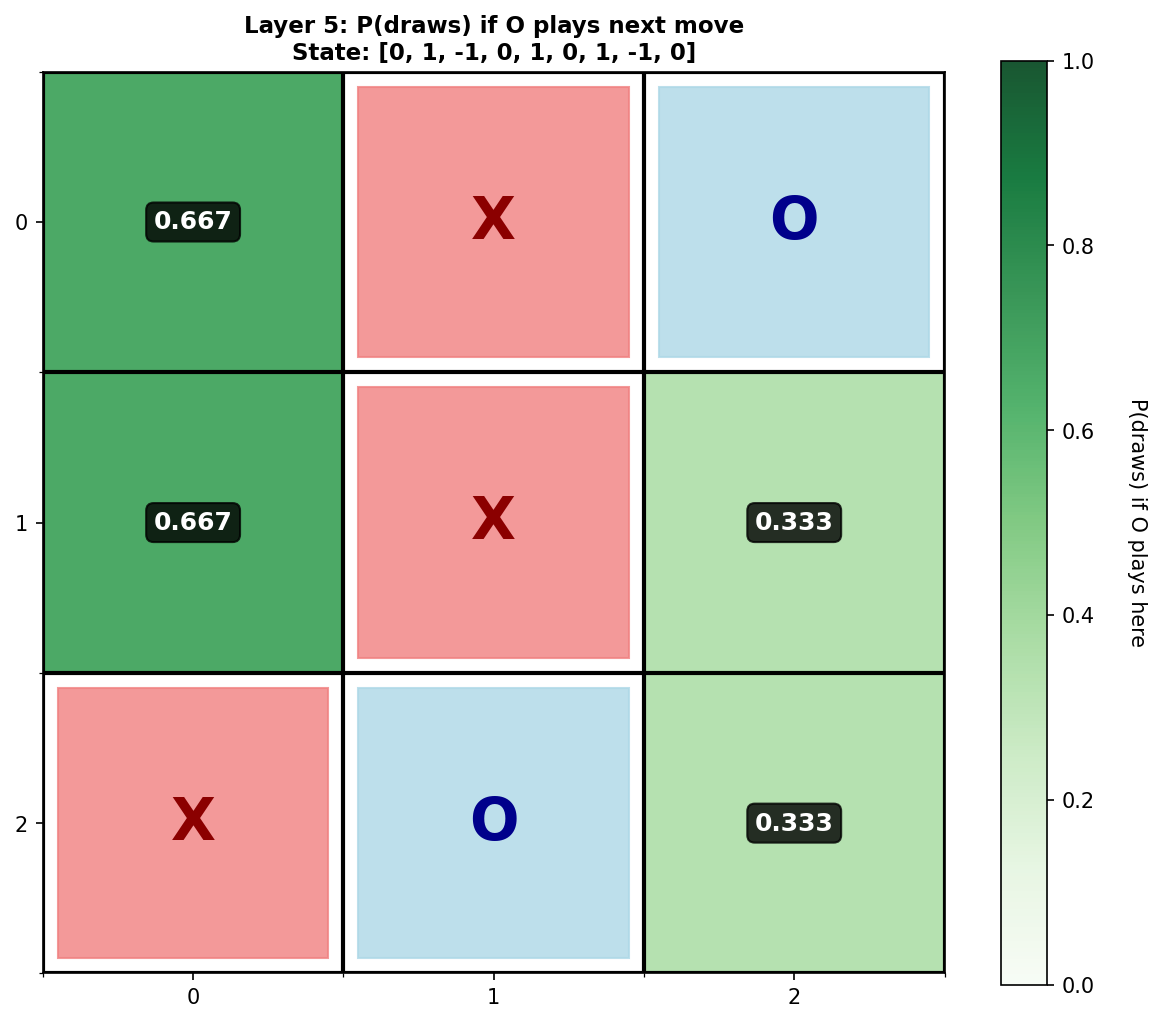 Layer 5: P(draws) if O plays next move
State: [0, 1, -1, 0, 1, 0, 1, -1, 0]
0.667
X
O
0.667
X
0.333
X
O
0.333
0
1
2
0
1
2
1.0
0.8
0.6
0.4
0.2
0.0
P(draws) if O plays here